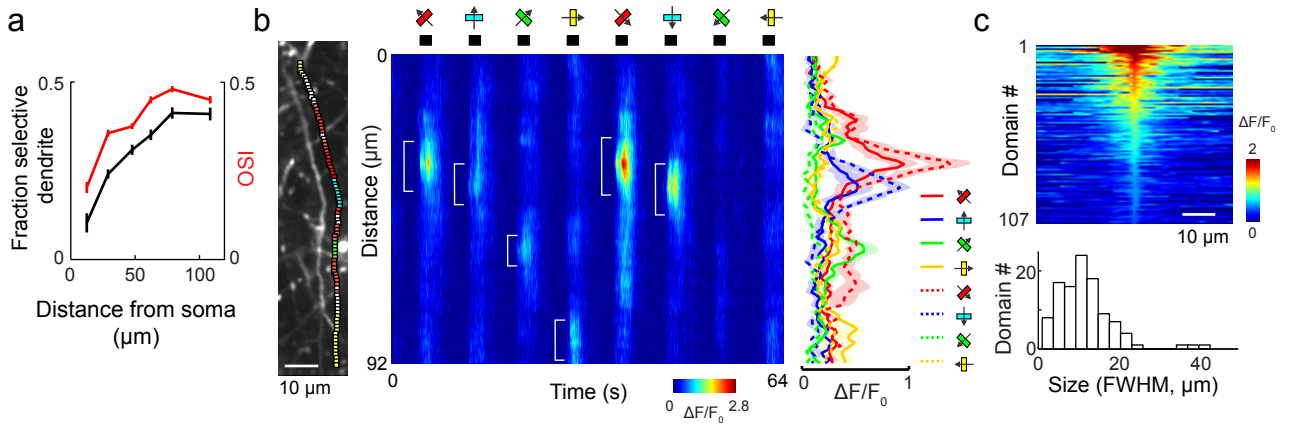 a
0.5
0
Fraction selective
dendrite
0.5
0
OSI
0
50
100
Distance from soma
(µm)
b
10 µm
0
92
Distance (µm)
0
64
Time (s)
0
2.8
ΔF/F0
0
1
ΔF/F0
c
1
107
Domain #
10 µm
ΔF/F0
2
0
20
0
Domain #
0
20
40
Size (FWHM, µm)